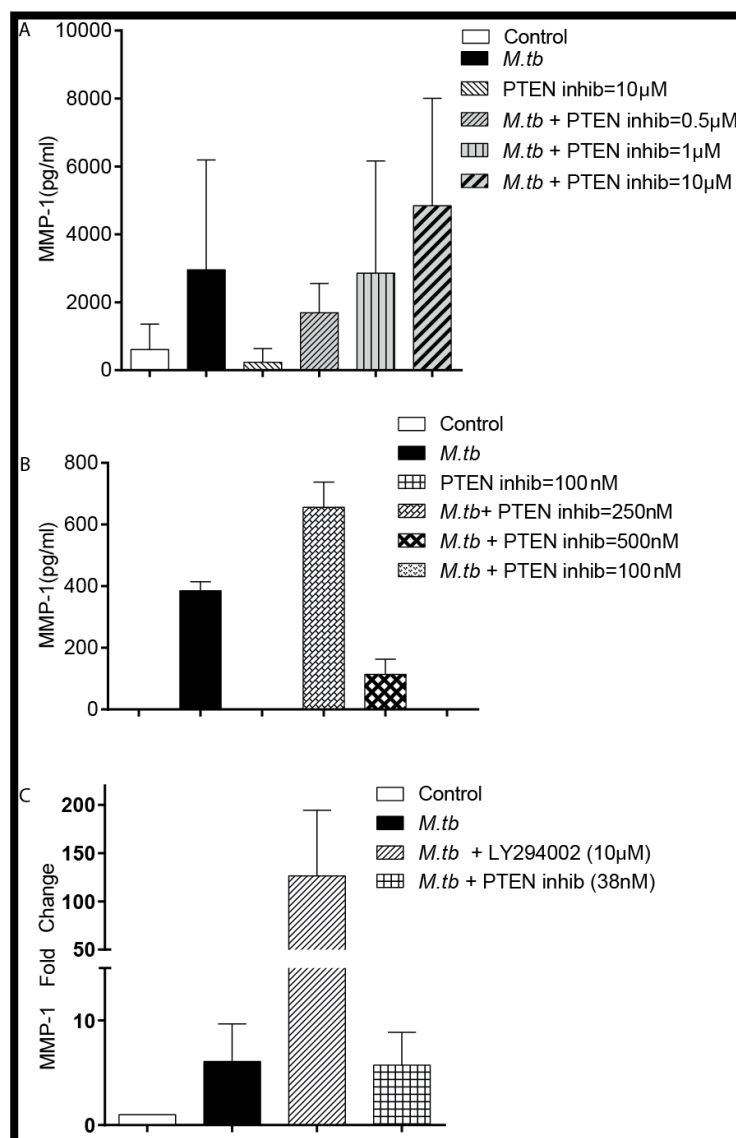 A
10000
8000
6000
4000
2000
0
MMP-1(pg/ml)
Control
M.tb
PTEN inhib=10µM
M.tb + PTEN inhib=0.5µM
M.tb + PTEN inhib=1µM
M.tb + PTEN inhib=10µM
B
800
600
400
200
0
MMP-1(pg/ml)
Control
M.tb
PTEN inhib=100nM
M.tb+ PTEN inhib=250nM
M.tb + PTEN inhib=500nM
M.tb + PTEN inhib=100nM
C
200
150
100
50
10
0
MMP-1 Fold Change
Control
M.tb
M.tb + LY294002 (10µM)
M.tb + PTEN inhib (38nM)